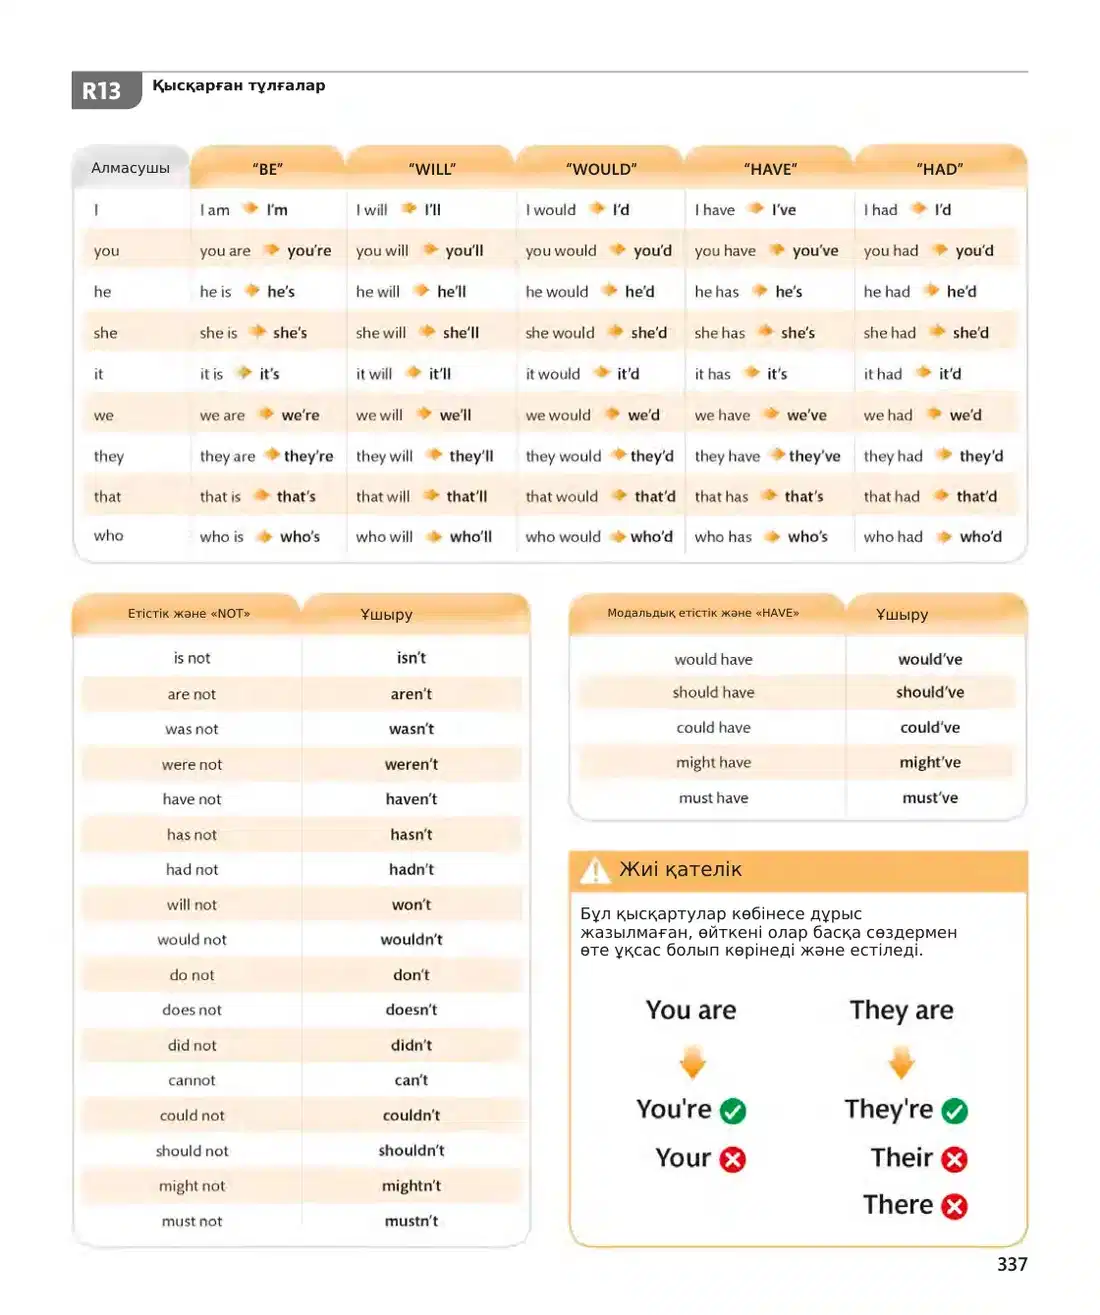 R13 Қысқарған тұлғалар
Алмасушы “BE” “WILL” “WOULD” “HAVE” “HAD”
I I am I’m I will I’ll I would I’d I have I’ve I had I’d
you you are you’re you will you’ll you would you’d you have you’ve you had you’d
he he is he’s he will he’ll he would he’d he has he’s he had he’d
she she is she’s she will she’ll she would she’d she has she’s she had she’d
it it is it’s it will it’ll it would it’d it has it’s it had it’d
we we are we’re we will we’ll we would we’d we have we’ve we had we’d
they they are they’re they will they’ll they would they’d they have they’ve they had they’d
that that is that’s that will that’ll that would that’d that has that’s that had that’d
who who is who’s who will who’ll who would who’d who has who’s who had who’d
Етістік және «NOT» Ұшыру
is not isn’t
are not aren’t
was not wasn’t
were not weren’t
have not haven’t
has not hasn’t
had not hadn’t
will not won’t
would not wouldn’t
do not don’t
does not doesn’t
did not didn’t
cannot can’t
could not couldn’t
should not shouldn’t
might not mightn’t
must not mustn’t
Модальдық етістік және «HAVE» Ұшыру
would have would’ve
should have should’ve
could have could’ve
might have might’ve
must have must’ve
Жиі қателік
Бұл қысқартулар көбінесе дұрыс
жазылмаған, өйткені олар басқа сөздермен
өте ұқсас болып көрінеді және естіледі.
You are They are
You're They're
Your Their
There
337